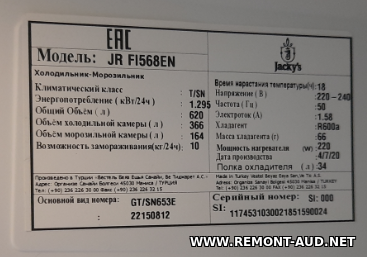 EAC
Модель: JR FI568EN
Jacky's
Холодильник-Морозильник
Климатический класс : T/SN
Энергопотребление ( кВт/24ч ) : 1.295
Общий Объём ( л ) : 620
Объём холодильной камеры ( л ) : 366
Объём морозильной камеры ( л ) : 164
Возможность замораживания(кг/24ч) : 10
Время нарастания температуры(ч) : 18
Напряжение ( В ) : 220-240
Частота ( Гц ) : 50
Электроток ( А ) : 1.58
Хладагент : R600a
Масса хладагента (г) : 66
Мощность нагревателя : 220
Дата производства : 4/7/20
Полка охладителя ( л ) : 34
Основной вид номера: GT/SN653E
22150812
Серийный номер: SI: 000
SI: 1174531030021851590024
WWW.REMONT-AUD.NET